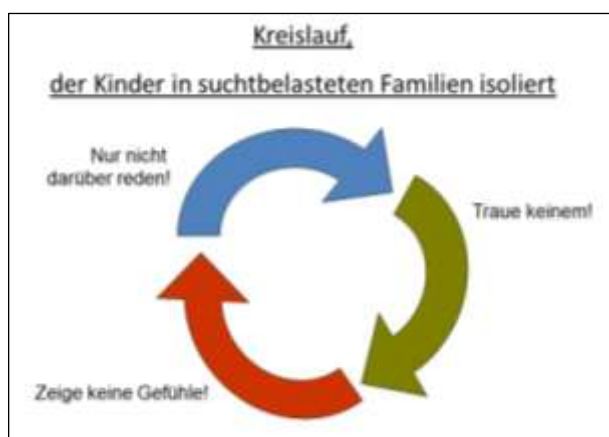 Kreislauf,
der Kinder in suchtbelasteten Familien isoliert
Nur nicht
darüber reden!
Traue keinem!
Zeige keine Gefühle!